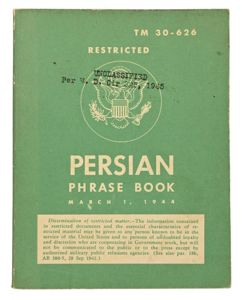 TM 30-626
RESTRICTED
UNCLASSIFIED
Per W. D. Cir 1945
PERSIAN
PHRASE BOOK
MARCH 1, 1944
Dissemination of restricted matter.—The information contained
in restricted documents and the essential characteristics of re-
stricted material may be given to any person known to be in the
service of the United States and to persons of undoubted loyalty
and discretion who are cooperating in Government work, but will
not be communicated to the public or to the press except by
authorized military public relations agencies. (See also par. 18b,
AR 380-5, 28 Sep 1942.)